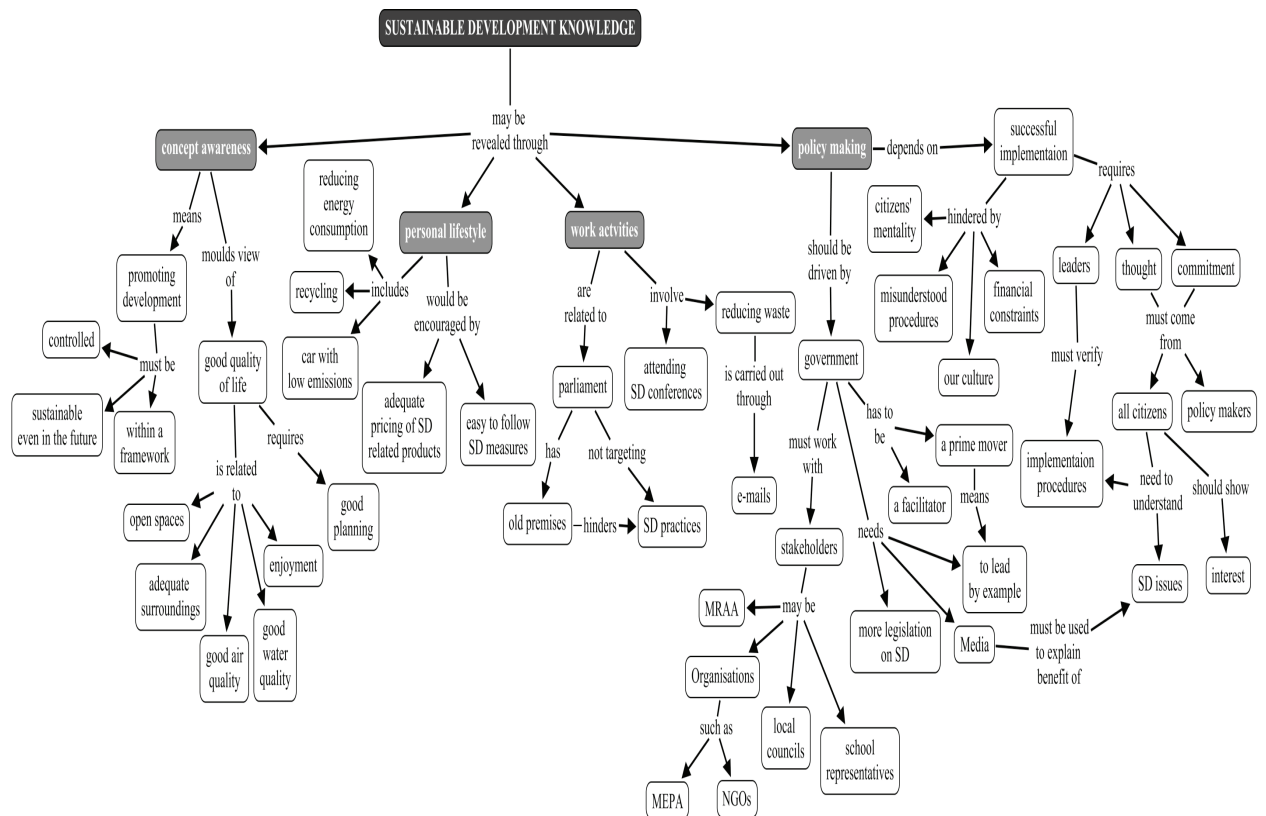 SUSTAINABLE DEVELOPMENT KNOWLEDGE
may be
revealed through
concept awareness
means
promoting
development
must be
controlled
sustainable
even in the future
within a
framework
moulds view
of
good quality
of life
is related
to
open spaces
adequate
surroundings
good air
quality
good
water
quality
enjoyment
requires
good
planning
personal lifestyle
includes
reducing
energy
consumption
recycling
car with
low emissions
would be
encouraged by
adequate
pricing of SD
related products
easy to follow
SD measures
work actvities
are
related to
parliament
has
old premises
hinders
not targeting
SD practices
involve
attending
SD conferences
reducing waste
is carried out
through
e-mails
policy making
depends on
successful
implementaion
hindered by
citizens'
mentality
misunderstood
procedures
our culture
financial
constraints
requires
leaders
thought
commitment
must verify
implementaion
procedures
must come
from
all citizens
policy makers
need to
understand
SD issues
should show
interest
should be
driven by
government
must work
with
stakeholders
may be
MRAA
Organisations
such as
MEPA
NGOs
local
councils
school
representatives
needs
more legislation
on SD
Media
must be used
to explain
benefit of
has to
be
a prime mover
a facilitator
means
to lead
by example